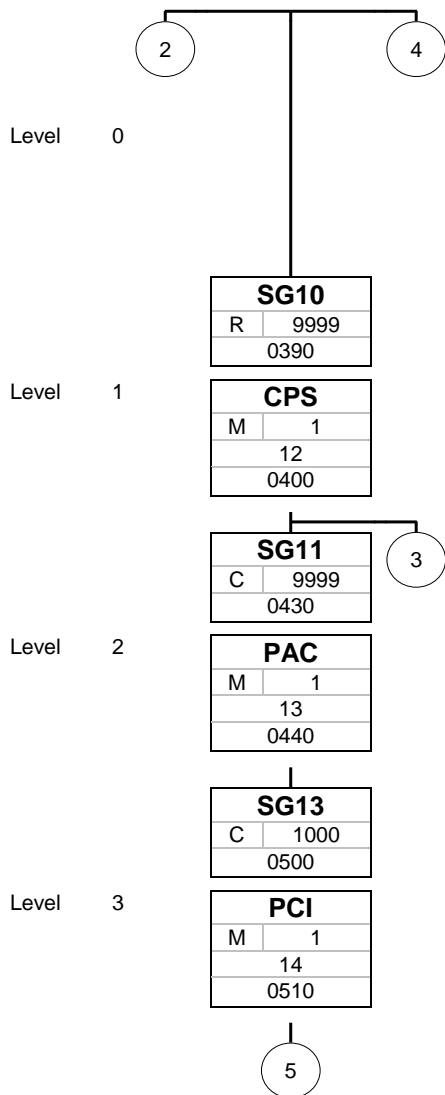 2 4
Level 0
SG10
R 9999
0390
Level 1 CPS
M 1
12
0400
SG11 3
C 9999
0430
Level 2 PAC
M 1
13
0440
SG13
C 1000
0500
Level 3 PCI
M 1
14
0510
5